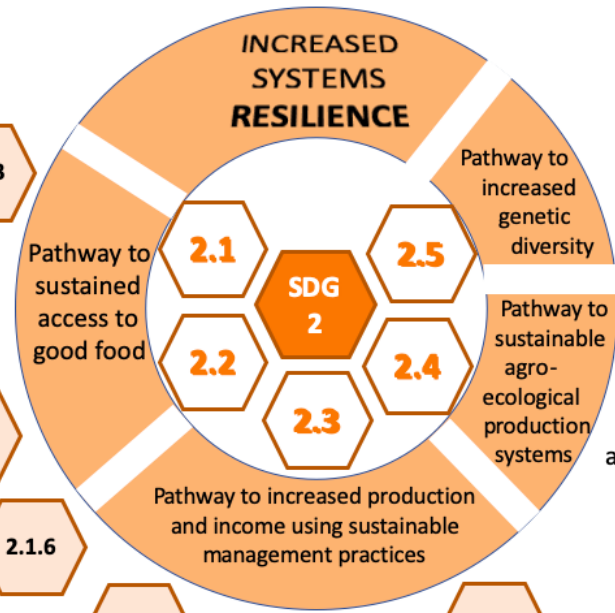 INCREASED
SYSTEMS
RESILIENCE
Pathway to
increased
genetic
diversity
Pathway to
sustained
access to
good food
2.1
2.5
SDG
2
2.2
2.4
2.3
Pathway to
sustainable
agro-
ecological
production
systems
Pathway to increased production
and income using sustainable
management practices
2.1.6